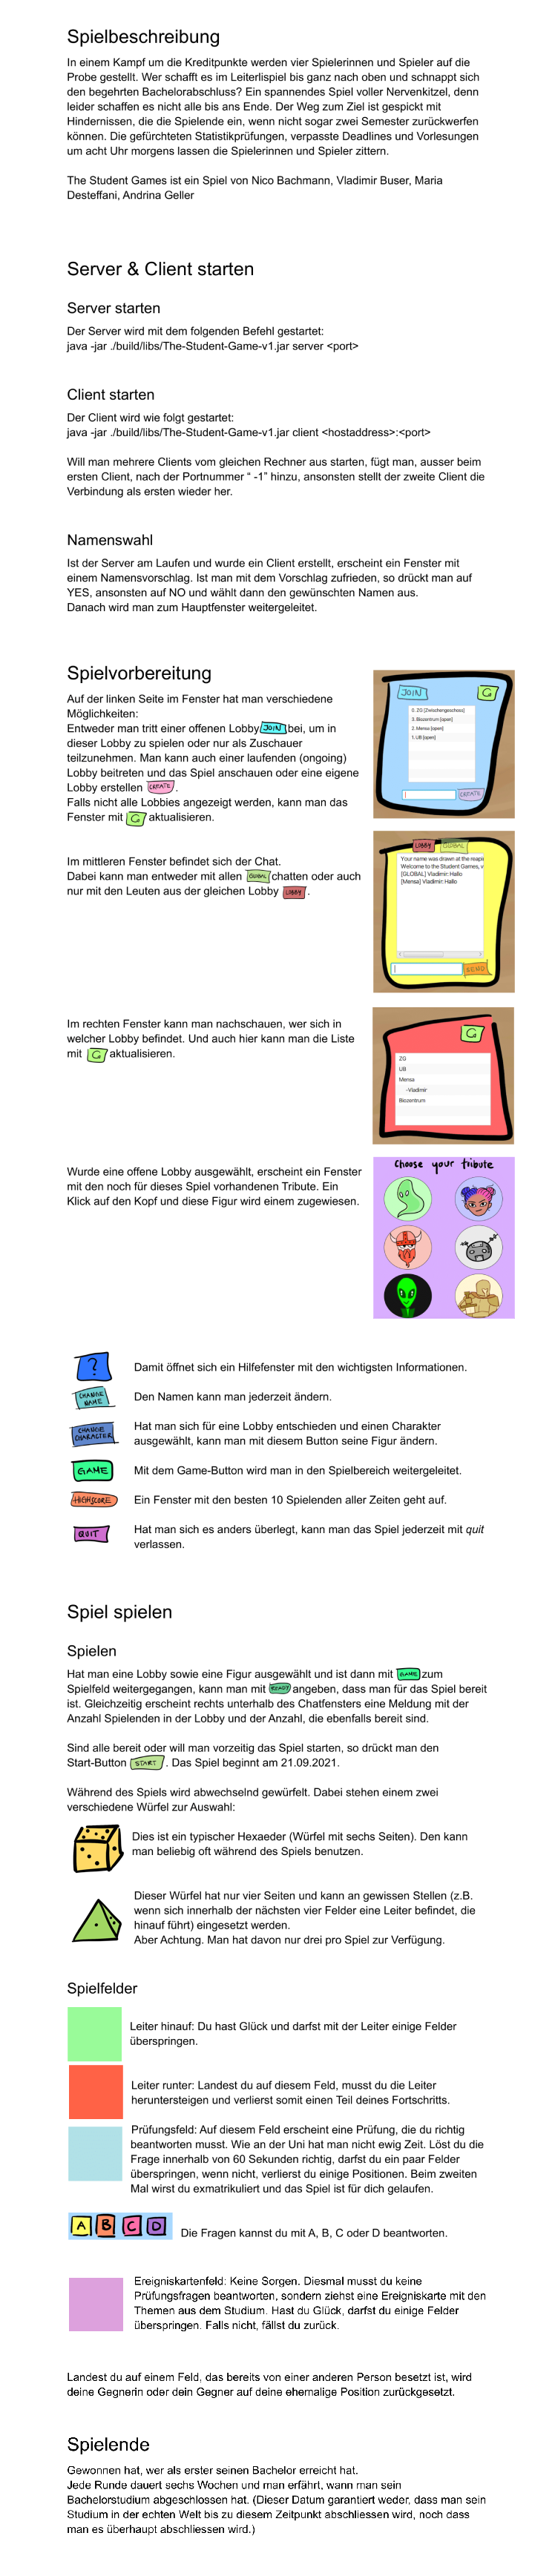 Spielbeschreibung
In einem Kampf um die Kreditpunkte werden vier Spielerinnen und Spieler auf die
Probe gestellt. Wer schafft es im Leiterlispiel bis ganz nach oben und schnappt sich
den begehrten Bachelorabschluss? Ein spannendes Spiel voller Nervenkitzel, denn
leider schaffen es nicht alle bis ans Ende. Der Weg zum Ziel ist gespickt mit
Hindernissen, die die Spielende ein, wenn nicht sogar zwei Semester zurückwerfen
können. Die gefürchteten Statistikprüfungen, verpasste Deadlines und Vorlesungen
um acht Uhr morgens lassen die Spielerinnen und Spieler zittern.
The Student Games ist ein Spiel von Nico Bachmann, Vladimir Buser, Maria
Desteffani, Andrina Geller
Server & Client starten
Server starten
Der Server wird mit dem folgenden Befehl gestartet:
java -jar ./build/libs/The-Student-Game-v1.jar server <port>
Client starten
Der Client wird wie folgt gestartet:
java -jar ./build/libs/The-Student-Game-v1.jar client <hostaddress>:<port>
Will man mehrere Clients vom gleichen Rechner aus starten, fügt man, ausser beim
ersten Client, nach der Portnummer “ -1” hinzu, ansonsten stellt der zweite Client die
Verbindung als ersten wieder her.
Namenswahl
Ist der Server am Laufen und wurde ein Client erstellt, erscheint ein Fenster mit
einem Namensvorschlag. Ist man mit dem Vorschlag zufrieden, so drückt man auf
YES, ansonsten auf NO und wählt dann den gewünschten Namen aus.
Danach wird man zum Hauptfenster weitergeleitet.
Spielvorbereitung
Auf der linken Seite im Fenster hat man verschiedene
Möglichkeiten:
Entweder man tritt einer offenen Lobby JOIN bei, um in
dieser Lobby zu spielen oder nur als Zuschauer
teilzunehmen. Man kann auch einer laufenden (ongoing)
Lobby beitreten und das Spiel anschauen oder eine eigene
Lobby erstellen CREATE .
Falls nicht alle Lobbies angezeigt werden, kann man das
Fenster mit aktualisieren.
JOIN
0. ZG [Zwischengeschoss]
3. Biozentrum [open]
2. Mensa [open]
1. UB [open]
CREATE
Im mittleren Fenster befindet sich der Chat.
Dabei kann man entweder mit allen GLOBAL chatten oder auch
nur mit den Leuten aus der gleichen Lobby LOBBY .
LOBBY GLOBAL
Your name was drawn at the reapi
Welcome to the Student Games, v
[GLOBAL] Vladimir: Hallo
[Mensa] Vladimir: Hallo
SEND
Im rechten Fenster kann man nachschauen, wer sich in
welcher Lobby befindet. Und auch hier kann man die Liste
mit aktualisieren.
ZG
UB
Mensa
-Vladimir
Biozentrum
Wurde eine offene Lobby ausgewählt, erscheint ein Fenster
mit den noch für dieses Spiel vorhandenen Tribute. Ein
Klick auf den Kopf und diese Figur wird einem zugewiesen.
Choose your tribute
?
Damit öffnet sich ein Hilfefenster mit den wichtigsten Informationen.
CHANGE
NAME
Den Namen kann man jederzeit ändern.
CHANGE
CHARACTER
Hat man sich für eine Lobby entschieden und einen Charakter
ausgewählt, kann man mit diesem Button seine Figur ändern.
GAME
Mit dem Game-Button wird man in den Spielbereich weitergeleitet.
HIGHSCORE
Ein Fenster mit den besten 10 Spielenden aller Zeiten geht auf.
QUIT
Hat man sich es anders überlegt, kann man das Spiel jederzeit mit quit
verlassen.
Spiel spielen
Spielen
Hat man eine Lobby sowie eine Figur ausgewählt und ist dann mit GAME zum
Spielfeld weitergegangen, kann man mit READY angeben, dass man für das Spiel bereit
ist. Gleichzeitig erscheint rechts unterhalb des Chatfensters eine Meldung mit der
Anzahl Spielenden in der Lobby und der Anzahl, die ebenfalls bereit sind.
Sind alle bereit oder will man vorzeitig das Spiel starten, so drückt man den
Start-Button START . Das Spiel beginnt am 21.09.2021.
Während des Spiels wird abwechselnd gewürfelt. Dabei stehen einem zwei
verschiedene Würfel zur Auswahl:
Dies ist ein typischer Hexaeder (Würfel mit sechs Seiten). Den kann
man beliebig oft während des Spiels benutzen.
Dieser Würfel hat nur vier Seiten und kann an gewissen Stellen (z.B.
wenn sich innerhalb der nächsten vier Felder eine Leiter befindet, die
hinauf führt) eingesetzt werden.
Aber Achtung. Man hat davon nur drei pro Spiel zur Verfügung.
Spielfelder
Leiter hinauf: Du hast Glück und darfst mit der Leiter einige Felder
überspringen.
Leiter runter: Landest du auf diesem Feld, musst du die Leiter
heruntersteigen und verlierst somit einen Teil deines Fortschritts.
Prüfungsfeld: Auf diesem Feld erscheint eine Prüfung, die du richtig
beantworten musst. Wie an der Uni hat man nicht ewig Zeit. Löst du die
Frage innerhalb von 60 Sekunden richtig, darfst du ein paar Felder
überspringen, wenn nicht, verlierst du einige Positionen. Beim zweiten
Mal wirst du exmatrikuliert und das Spiel ist für dich gelaufen.
A B C D
Die Fragen kannst du mit A, B, C oder D beantworten.
Ereigniskartenfeld: Keine Sorgen. Diesmal musst du keine
Prüfungsfragen beantworten, sondern ziehst eine Ereigniskarte mit den
Themen aus dem Studium. Hast du Glück, darfst du einige Felder
überspringen. Falls nicht, fällst du zurück.
Landest du auf einem Feld, das bereits von einer anderen Person besetzt ist, wird
deine Gegnerin oder dein Gegner auf deine ehemalige Position zurückgesetzt.
Spielende
Gewonnen hat, wer als erster seinen Bachelor erreicht hat.
Jede Runde dauert sechs Wochen und man erfährt, wann man sein
Bachelorstudium abgeschlossen hat. (Dieser Datum garantiert weder, dass man sein
Studium in der echten Welt bis zu diesem Zeitpunkt abschliessen wird, noch dass
man es überhaupt abschliessen wird.)